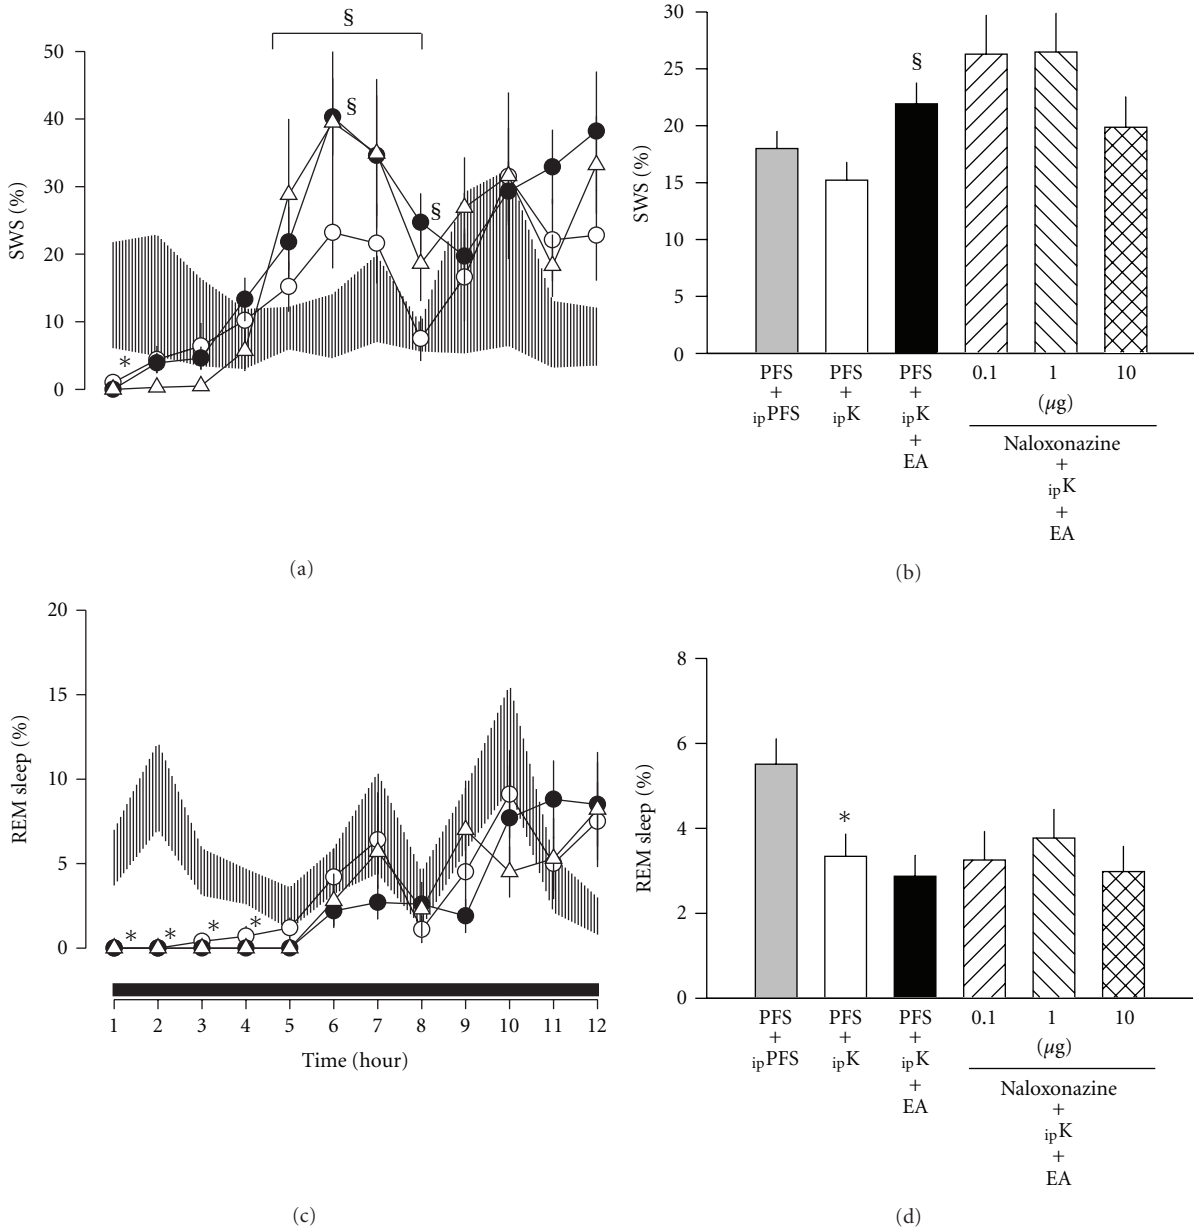 §
50
40
30
20
10
0
SWS (%)
§
§
*
(a)
30
25
20
15
10
5
0
SWS (%)
§
PFS PFS PFS 0.1 1 10
+ + + (µg)
ipPFS ipK ipK
+
EA
Naloxonazine
+
ipK
+
EA
(b)
20
15
10
5
0
REM sleep (%)
* * * *
1 2 3 4 5 6 7 8 9 10 11 12
Time (hour)
(c)
8
6
4
2
0
REM sleep (%)
*
PFS PFS PFS 0.1 1 10
+ + + (µg)
ipPFS ipK ipK
+
EA
Naloxonazine
+
ipK
+
EA
(d)